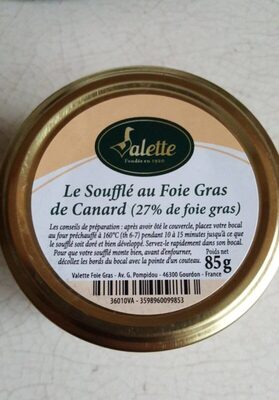 Valette
Fondée en 1920
Le Soufflé au Foie Gras
de Canard (27% de foie gras)
Les conseils de préparation : après avoir ôté le couvercle, placez votre bocal
au four préchauffé à 160°C (th 6-7) pendant 10 à 15 minutes jusqu'à ce que
le soufflé soit doré et bien développé. Servez-le rapidement dans son bocal.
Pour que votre soufflé monte bien, avant d'enfourner,
décollez les bords du bocal avec la pointe d'un couteau.
Poids net
85g
Valette Foie Gras - Av. G. Pompidou - 46300 Gourdon - France
36010VA - 3598960099853